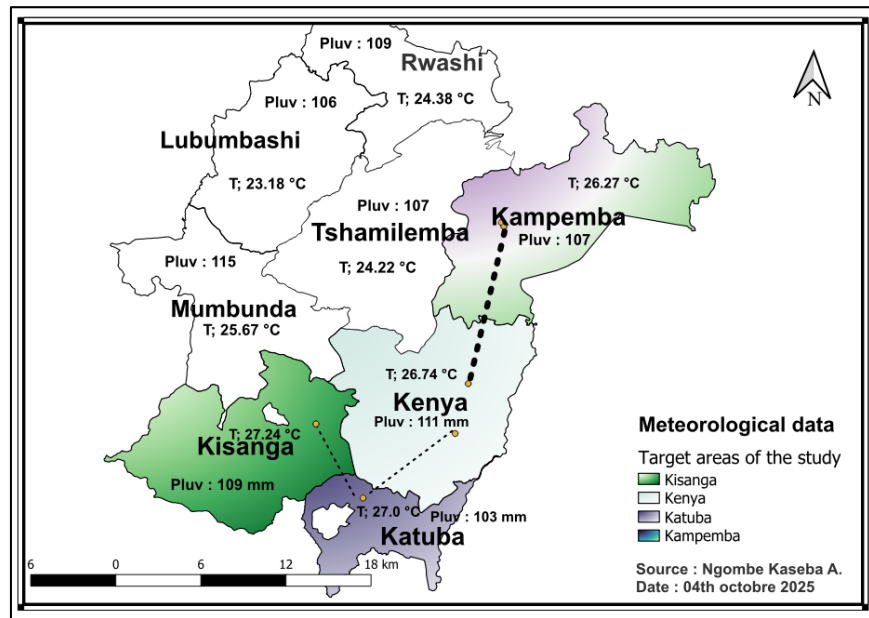 Pluv : 109
Rwashi
T; 24.38 °C
N
Pluv : 106
Lubumbashi
T; 23.18 °C
T; 26.27 °C
Kampemba
Pluv : 107
Pluv : 107
Tshamilemba
T; 24.22 °C
Pluv : 115
Mumbunda
T; 25.67 °C
T; 26.74 °C
Kenya
Pluv : 111 mm
T; 27.24 °C
Kisanga
Pluv : 109 mm
T; 27.0 °C
Pluv : 103 mm
Katuba
Meteorological data
Target areas of the study
Kisanga
Kenya
Katuba
Kampemba
6 0 6 12 18 km
Source : Ngombe Kaseba A.
Date : 04th octobre 2025